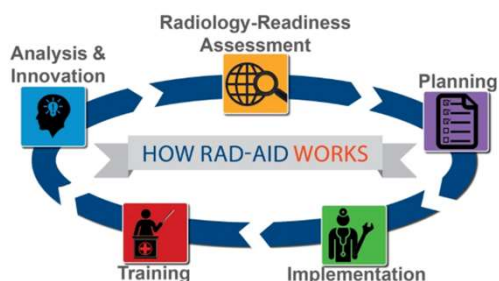 Radiology-Readiness
Assessment
Analysis &
Innovation
Planning
HOW RAD-AID WORKS
Training
Implementation